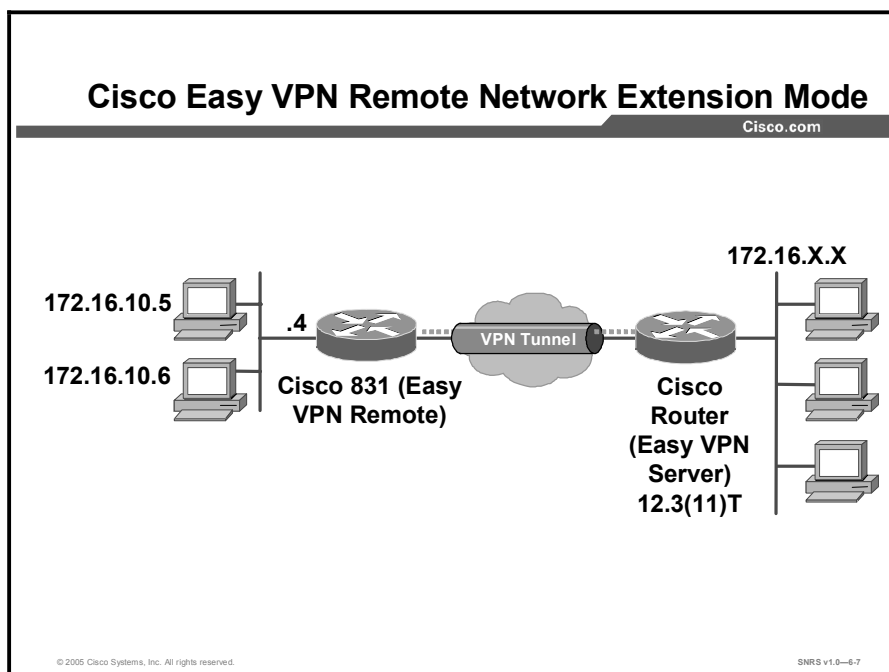 Cisco Easy VPN Remote Network Extension Mode
Cisco.com
172.16.X.X
172.16.10.5
.4
VPN Tunnel
172.16.10.6
Cisco 831 (Easy
VPN Remote)
Cisco
Router
(Easy VPN
Server)
12.3(11)T
© 2005 Cisco Systems, Inc. All rights reserved.
SNRS v1.0—6-7